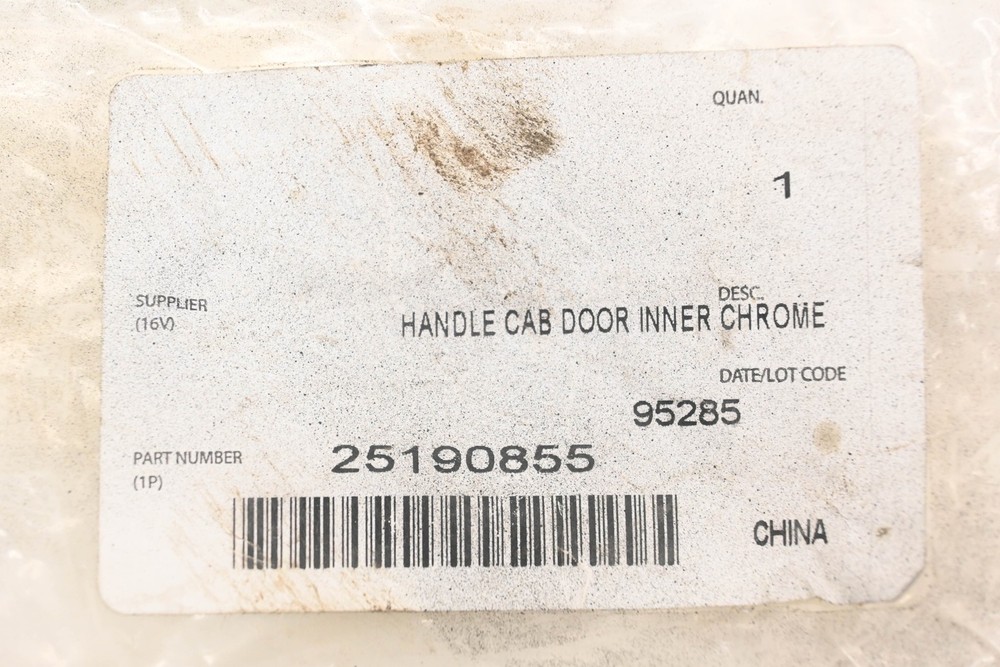 QUAN.
1
SUPPLIER
(16V)
DESC.
HANDLE CAB DOOR INNER CHROME
DATE/LOT CODE
95285
PART NUMBER
(1P)
25190855
CHINA